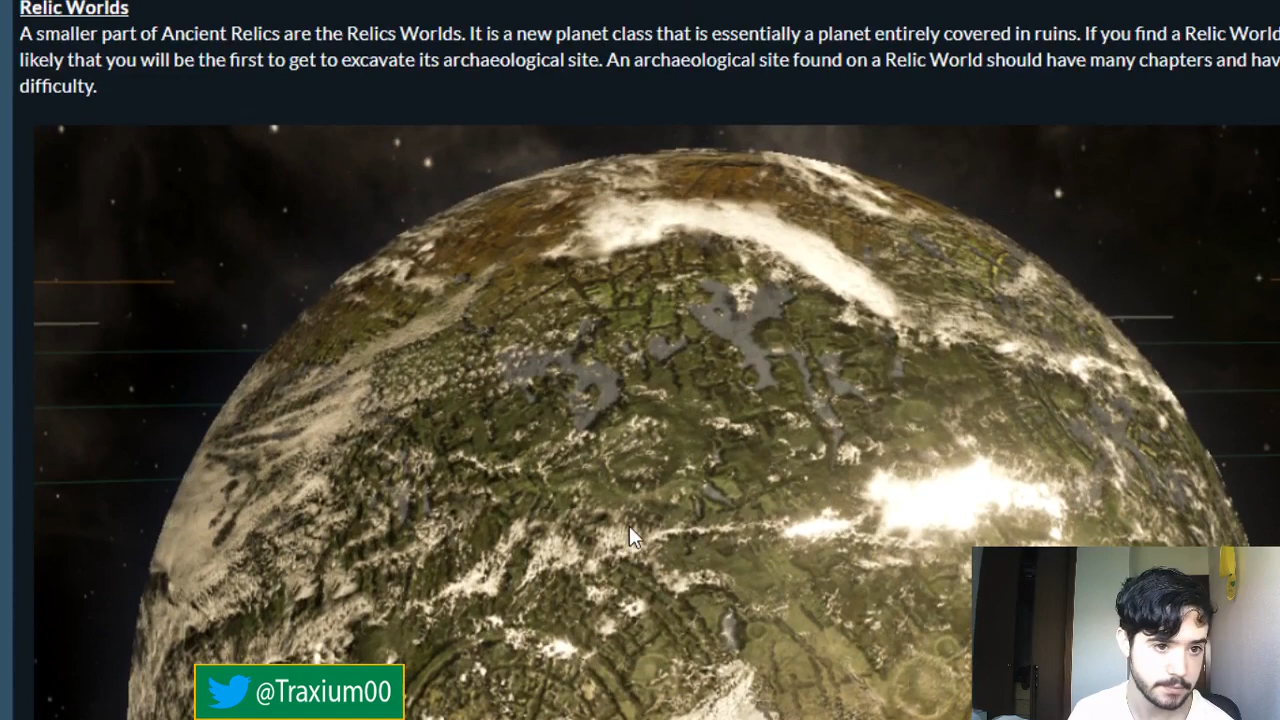 Relic Worlds
A smaller part of Ancient Relics are the Relics Worlds. It is a new planet class that is essentially a planet entirely covered in ruins. If you find a Relic World
likely that you will be the first to get to excavate its archaeological site. An archaeological site found on a Relic World should have many chapters and hav
difficulty.
@Traxium00